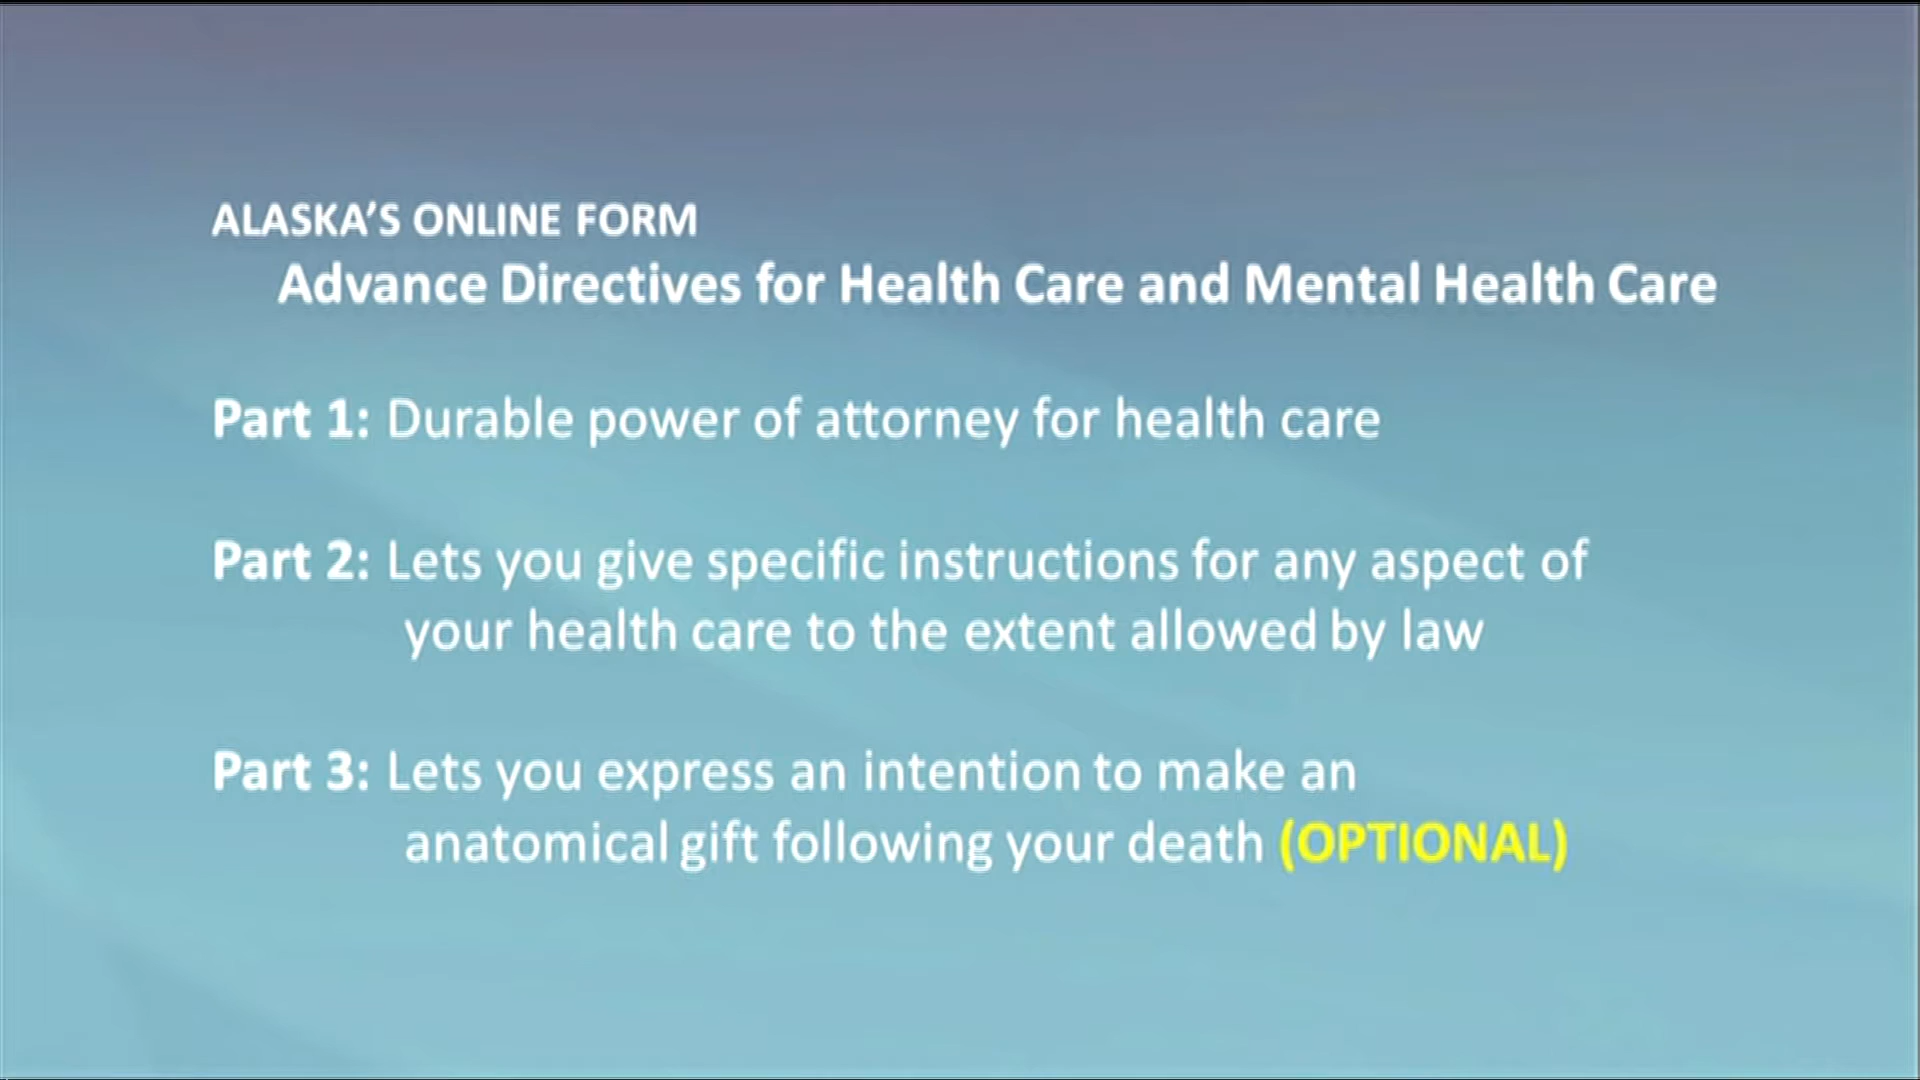 ALASKA’S ONLINE FORM
Advance Directives for Health Care and Mental Health Care
Part 1: Durable power of attorney for health care
Part 2: Lets you give specific instructions for any aspect of
your health care to the extent allowed by law
Part 3: Lets you express an intention to make an
anatomical gift following your death (OPTIONAL)